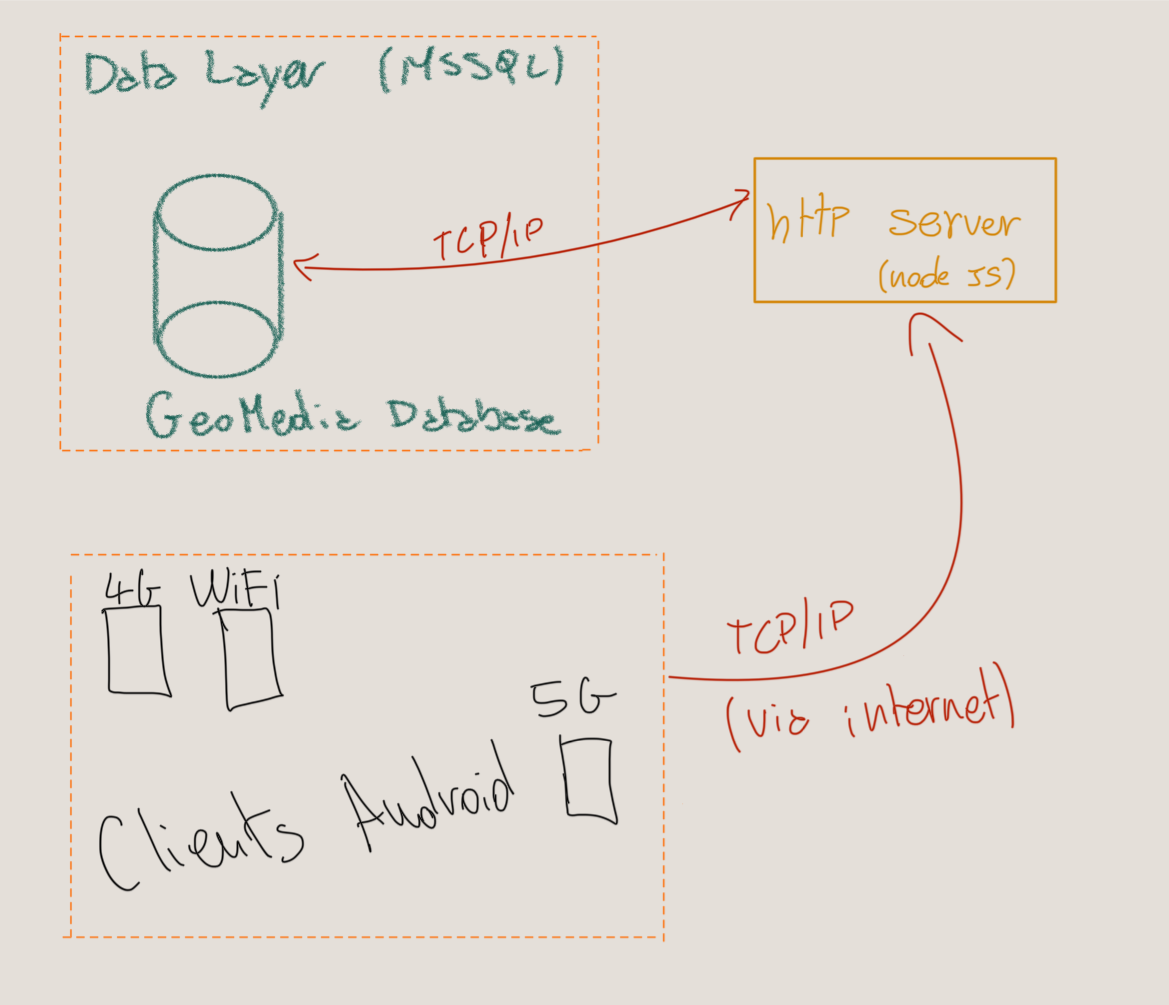 Data Layer (MSSQL)
TCP/IP
http server
(node JS)
GeoMedia Database
4G WiFi
5G
Clients Android
TCP/IP
(via internet)